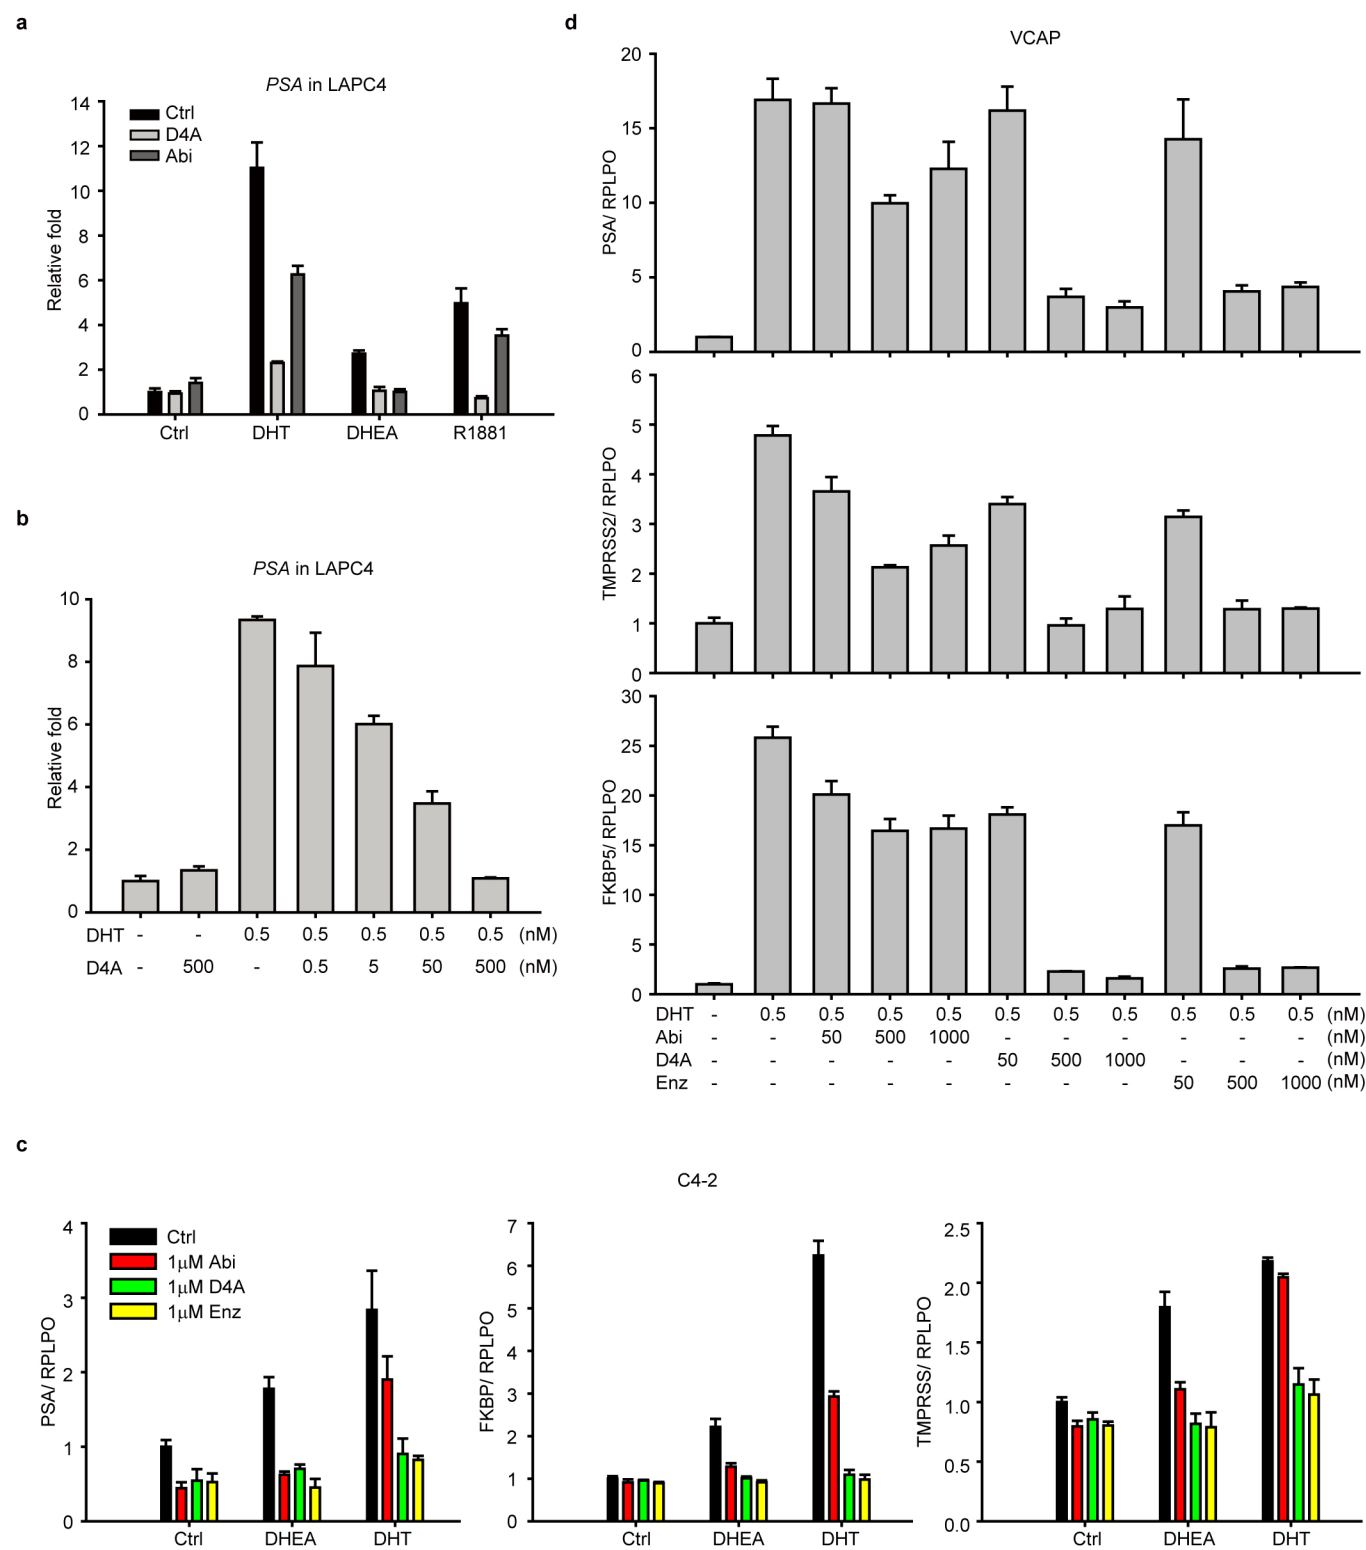 a
PSA in LAPC4
Relative fold
14
12
10
8
6
4
2
0
Ctrl
D4A
Abi
Ctrl DHT DHEA R1881
b
PSA in LAPC4
Relative fold
10
8
6
4
2
0
DHT - - 0.5 0.5 0.5 0.5 0.5 (nM)
D4A - 500 - 0.5 5 50 500 (nM)
d
VCAP
PSA/ RPLPO
20
15
10
5
0
TMPRSS2/ RPLPO
6
5
4
3
2
1
0
FKBP5/ RPLPO
30
25
20
15
10
5
0
DHT - 0.5 0.5 0.5 0.5 0.5 0.5 0.5 0.5 0.5 0.5 (nM)
Abi - - 50 500 1000 - - - - - - (nM)
D4A - - - - - 50 500 1000 - - - (nM)
Enz - - - - - - - - 50 500 1000 (nM)
c
C4-2
PSA/ RPLPO
4
3
2
1
0
Ctrl
1μM Abi
1μM D4A
1μM Enz
Ctrl DHEA DHT
FKBP/ RPLPO
7
6
5
4
3
2
1
0
Ctrl DHEA DHT
TMPRSS/ RPLPO
2.5
2.0
1.5
1.0
0.5
0.0
Ctrl DHEA DHT